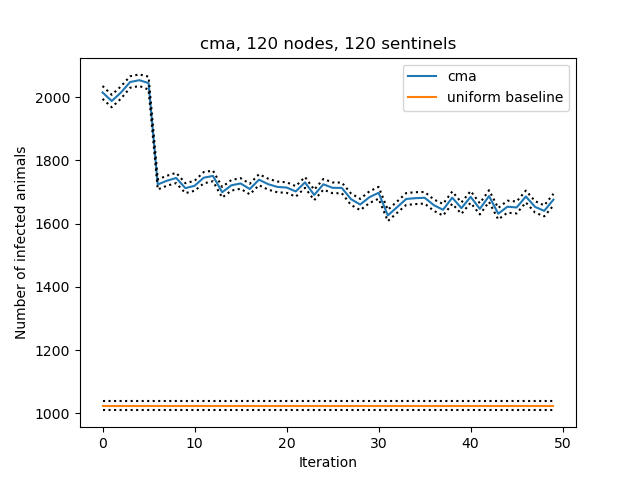 cma, 120 nodes, 120 sentinels
cma
uniform baseline
Number of infected animals
2000
1800
1600
1400
1200
1000
0 10 20 30 40 50
Iteration